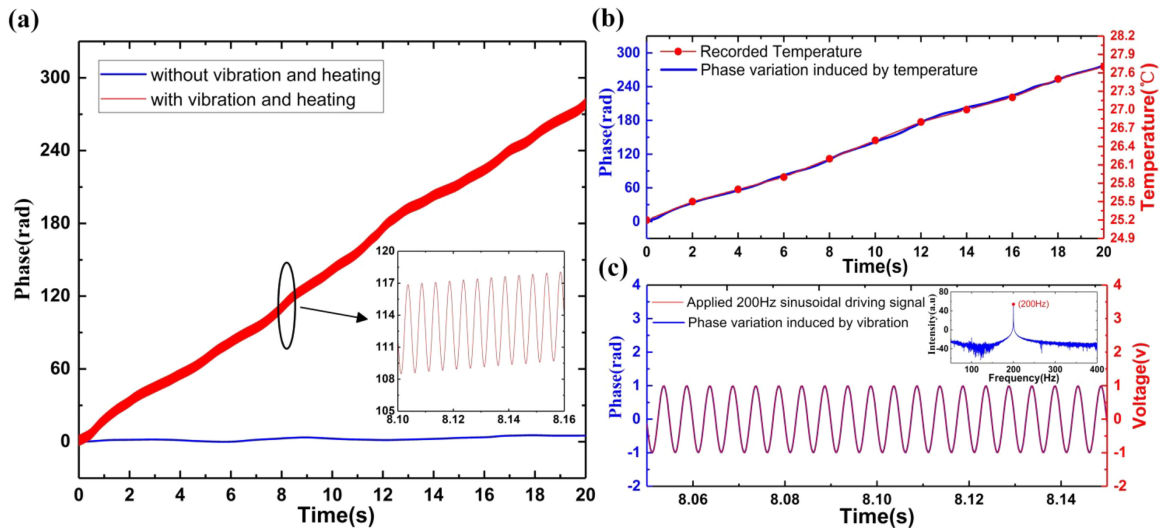 (a)
Phase(rad)
300
240
180
120
60
0
without vibration and heating
with vibration and heating
120
117
114
111
108
105
8.10 8.12 8.14 8.16
0 2 4 6 8 10 12 14 16 18 20
Time(s)
(b)
Phase(rad)
300
240
180
120
60
0
Recorded Temperature
Phase variation induced by temperature
28.2
27.9
27.6
27.3
27.0
26.7
26.4
26.1
25.8
25.5
25.2
24.9
Temperature(℃)
0 2 4 6 8 10 12 14 16 18 20
Time(s)
(c)
Phase(rad)
4
3
2
1
0
-1
-2
Applied 200Hz sinusoidal driving signal
Phase variation induced by vibration
Intensity(a.u)
80
40
0
-40
(200Hz)
100 200 300 400
Frequency(Hz)
4
3
2
1
0
-1
-2
Voltage(v)
8.06 8.08 8.10 8.12 8.14
Time(s)